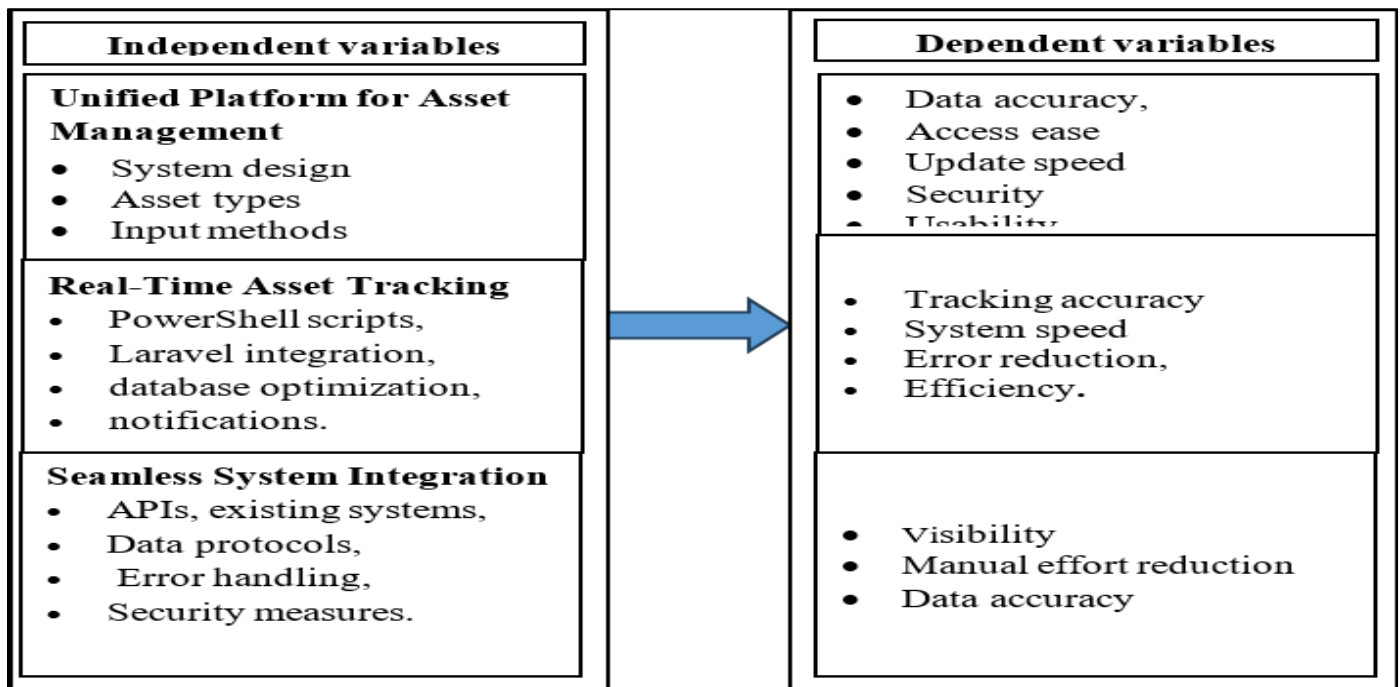 Independent variables
Unified Platform for Asset
Management
• System design
• Asset types
• Input methods
Real-Time Asset Tracking
• PowerShell scripts,
• Laravel integration,
• database optimization,
• notifications.
Seamless System Integration
• APIs, existing systems,
• Data protocols,
• Error handling,
• Security measures.
Dependent variables
• Data accuracy,
• Access ease
• Update speed
• Security
• Usability
• Tracking accuracy
• System speed
• Error reduction,
• Efficiency.
• Visibility
• Manual effort reduction
• Data accuracy